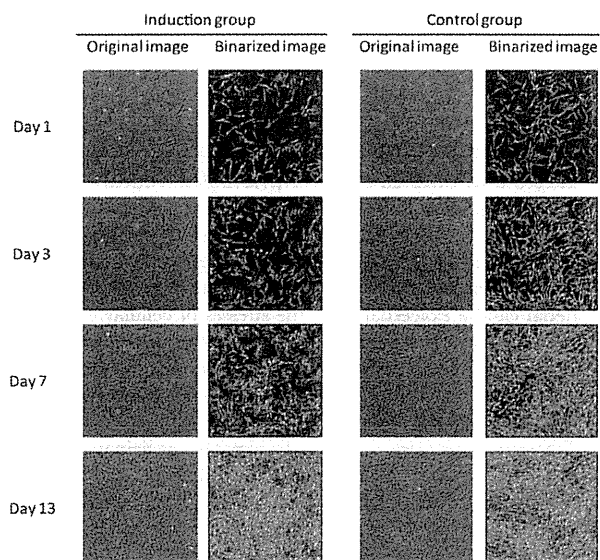 Induction group Control group
Original image Binarized image Original image Binarized image
Day 1
Day 3
Day 7
Day 13